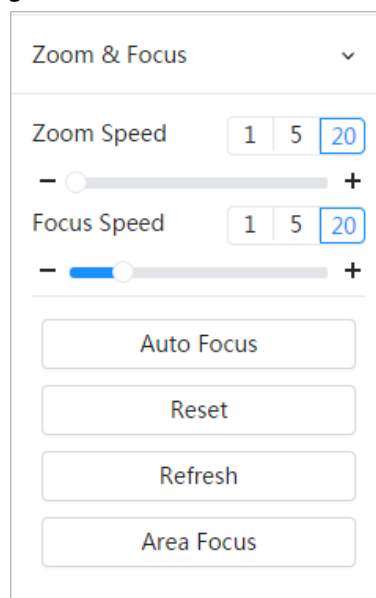 Zoom & Focus
Zoom Speed 1 5 20
− +
Focus Speed 1 5 20
− +
Auto Focus
Reset
Refresh
Area Focus